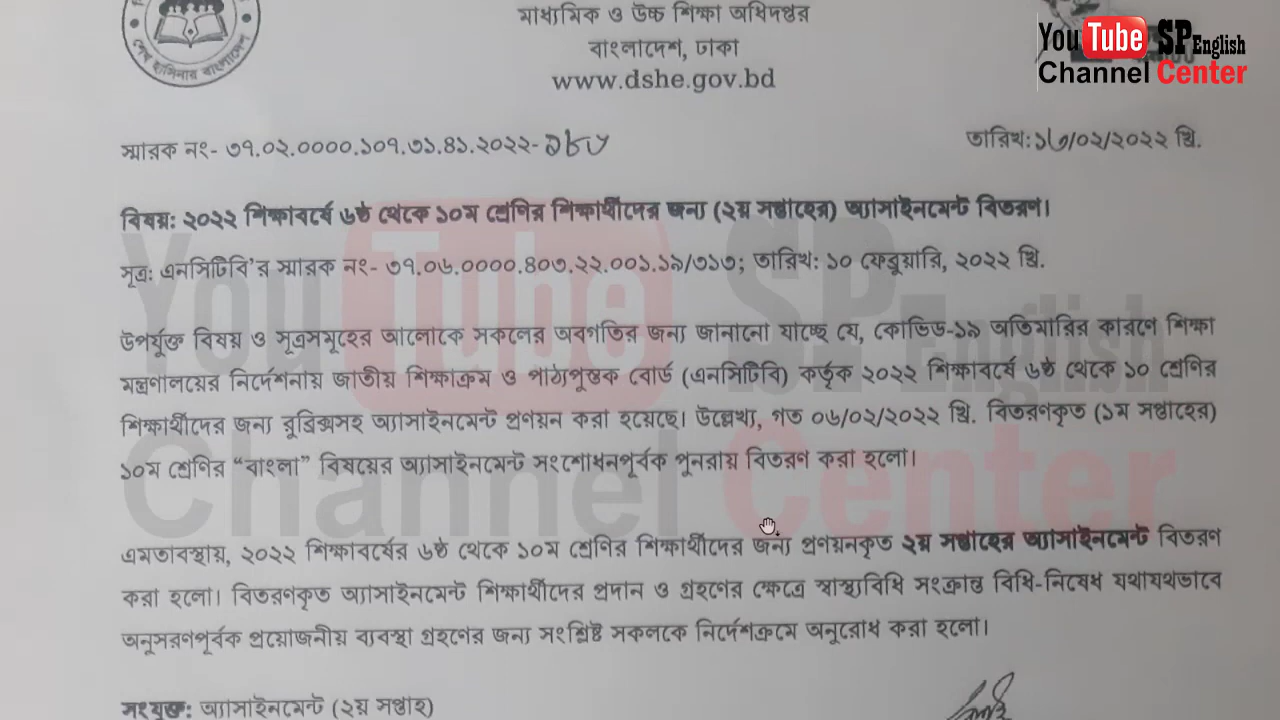 শেখ হাসিনার বাংলাদেশ
মাধ্যমিক ও উচ্চ শিক্ষা অধিদপ্তর
বাংলাদেশ, ঢাকা
www.dshe.gov.bd
YouTube SP English
Channel Center
স্মারক নং- ৩৭.০২.০০০০.১০৭.৩১.৪১.২০২২-
তারিখ:১৩/০২/২০২২ খ্রি.
বিষয়: ২০২২ শিক্ষাবর্ষে ৬ষ্ঠ থেকে ১০ম শ্রেণির শিক্ষার্থীদের জন্য (২য় সপ্তাহের) অ্যাসাইনমেন্ট বিতরণ।
সূত্র: এনসিটিবি'র স্মারক নং- ৩৭.০৬.০০০০.৪০৩.২২.০০১.১৯/৩১৩; তারিখ: ১০ ফেব্রুয়ারি, ২০২২ খ্রি.
উপর্যুক্ত বিষয় ও সূত্রসমূহের আলোকে সকলের অবগতির জন্য জানানো যাচ্ছে যে, কোভিড-১৯ অতিমারির কারণে শিক্ষা
মন্ত্রণালয়ের নির্দেশনায় জাতীয় শিক্ষাক্রম ও পাঠ্যপুস্তক বোর্ড (এনসিটিবি) কর্তৃক ২০২২ শিক্ষাবর্ষে ৬ষ্ঠ থেকে ১০ শ্রেণির
শিক্ষার্থীদের জন্য রুব্রিক্সসহ অ্যাসাইনমেন্ট প্রণয়ন করা হয়েছে। উল্লেখ্য, গত ০৬/০২/২০২২ খ্রি. বিতরণকৃত (১ম সপ্তাহের)
১০ম শ্রেণির “বাংলা” বিষয়ের অ্যাসাইনমেন্ট সংশোধনপূর্বক পুনরায় বিতরণ করা হলো।
এমতাবস্থায়, ২০২২ শিক্ষাবর্ষের ৬ষ্ঠ থেকে ১০ম শ্রেণির শিক্ষার্থীদের জন্য প্রণয়নকৃত ২য় সপ্তাহের অ্যাসাইনমেন্ট বিতরণ
করা হলো। বিতরণকৃত অ্যাসাইনমেন্ট শিক্ষার্থীদের প্রদান ও গ্রহণের ক্ষেত্রে স্বাস্থ্যবিধি সংক্রান্ত বিধি-নিষেধ যথাযথভাবে
অনুসরণপূর্বক প্রয়োজনীয় ব্যবস্থা গ্রহণের জন্য সংশ্লিষ্ট সকলকে নির্দেশক্রমে অনুরোধ করা হলো।
সংযুক্ত: অ্যাসাইনমেন্ট (২য় সপ্তাহ)
YouTube SP English
Channel Center